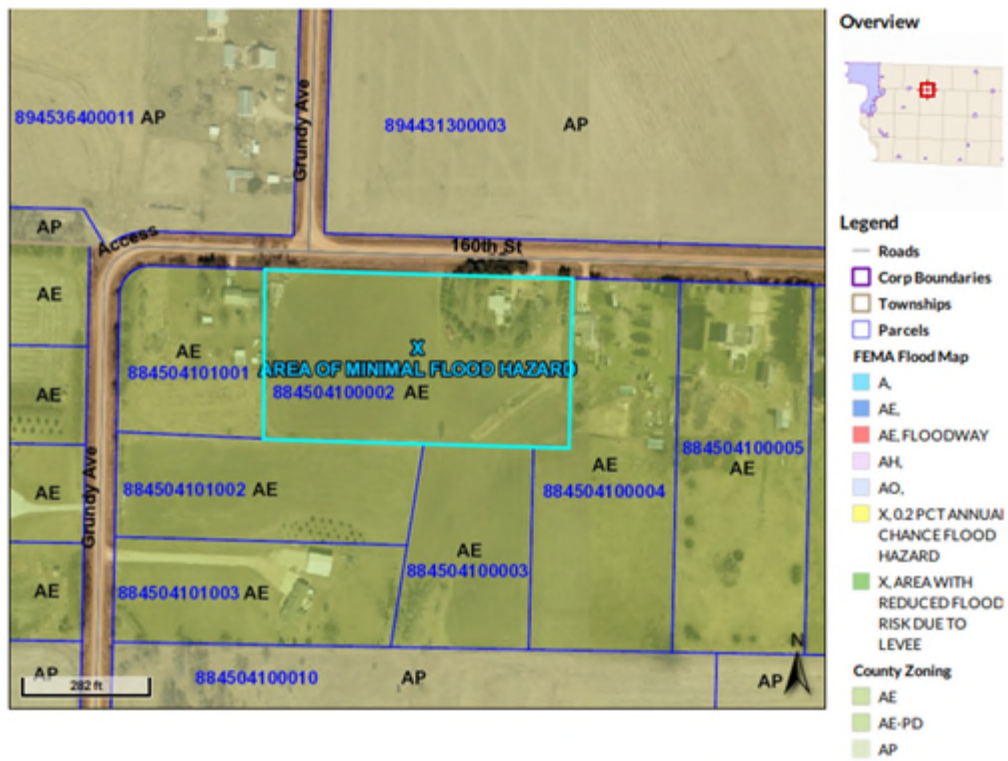 894536400011 AP
Grundy Ave
894431300003 AP
AP
Access
160th St
AE
AE
884504101001
X
AREA OF MINIMAL FLOOD HAZARD
884504100002 AE
AE
AE
884504101002 AE
Grundy Ave
AE
884504100004
884504100005
AE
AE
884504100003
AE
884504101003 AE
AP
282 ft
884504100010 AP
AP
N
Overview
Legend
Roads
Corp Boundaries
Townships
Parcels
FEMA Flood Map
A,
AE,
AE, FLOODWAY
AH,
AO,
X, 0.2 PCT ANNUAL
CHANCE FLOOD
HAZARD
X, AREA WITH
REDUCED FLOOD
RISK DUE TO
LEVEE
County Zoning
AE
AE-PD
AP